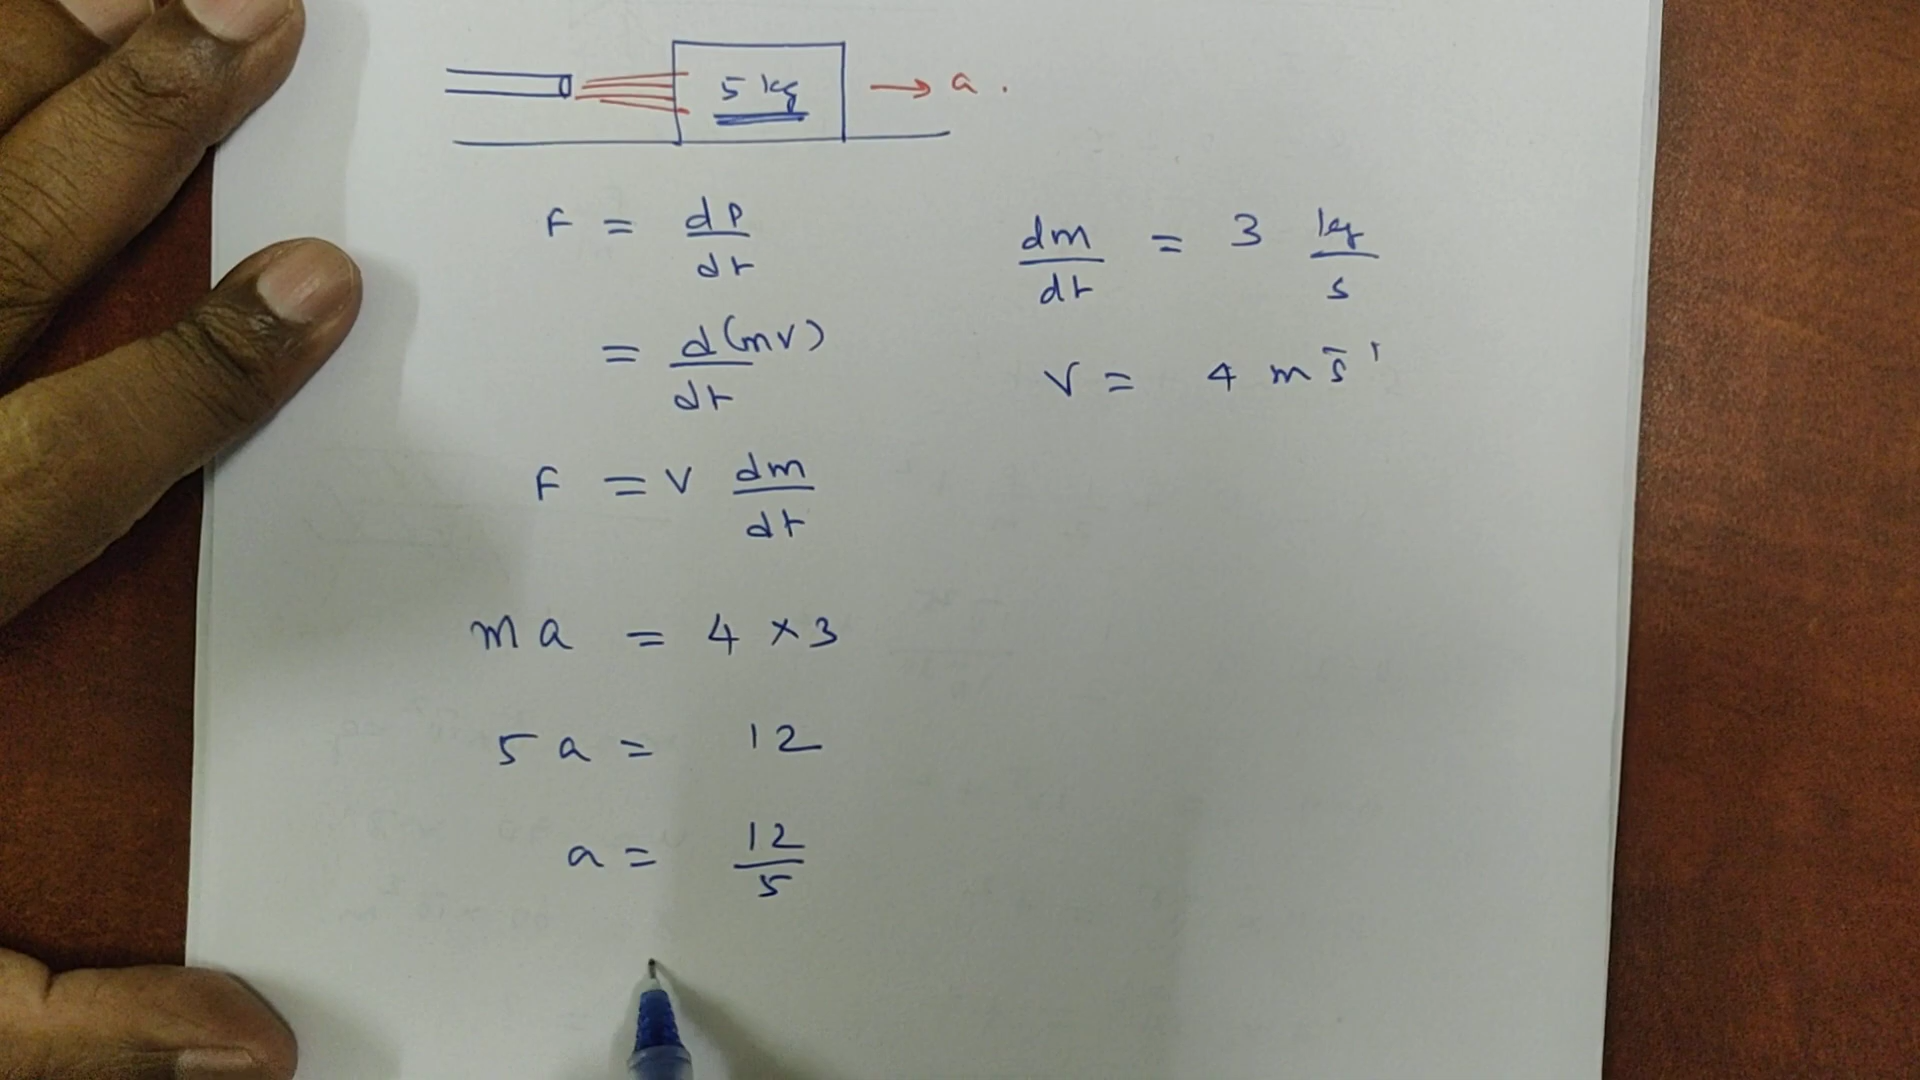 5 kg → a .
F = dP/dt
dm/dt = 3 kg/s
= d(mv)/dt
V = 4 m s⁻¹
F = V dm/dt
ma = 4 × 3
5a = 12
a = 12/5